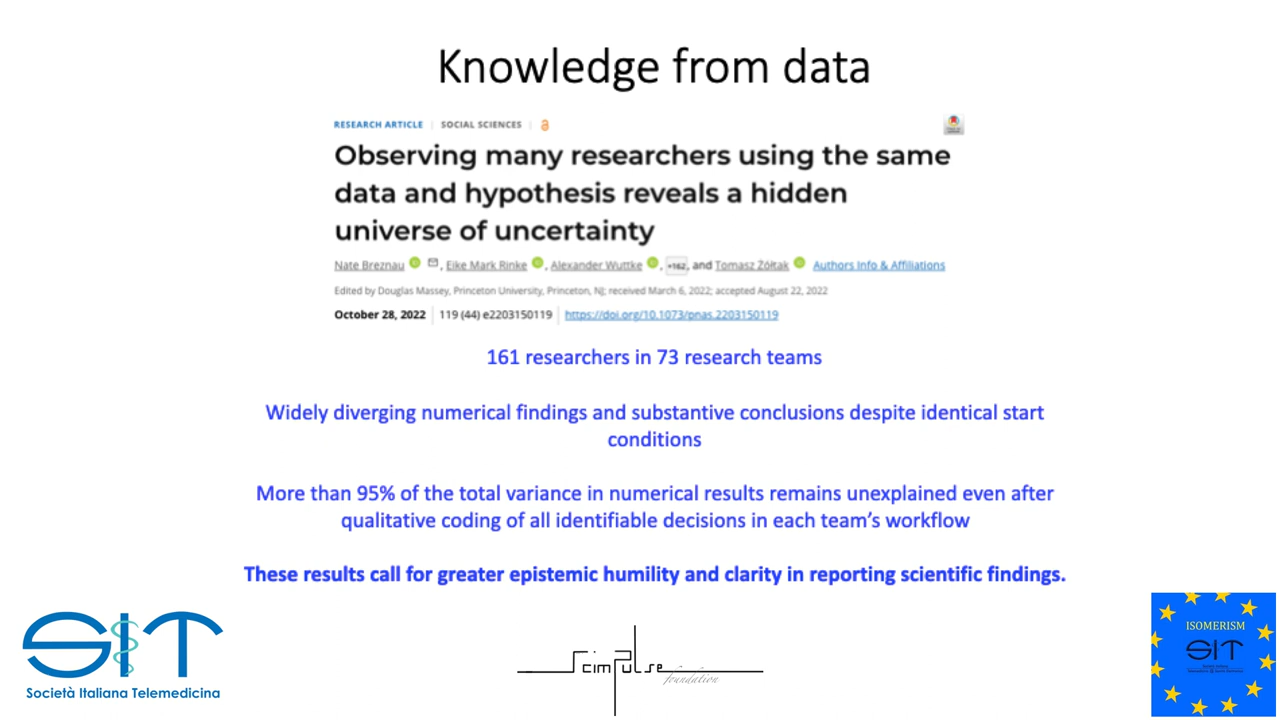 Knowledge from data
RESEARCH ARTICLE | SOCIAL SCIENCES
Observing many researchers using the same
data and hypothesis reveals a hidden
universe of uncertainty
Nate Breznau, Eike Mark Rinke, Alexander Wuttke, +162, and Tomasz Żółtak Authors Info & Affiliations
Edited by Douglas Massey, Princeton University, Princeton, NJ; received March 6, 2022; accepted August 22, 2022
October 28, 2022 | 119 (44) e2203150119 | https://doi.org/10.1073/pnas.2203150119
161 researchers in 73 research teams
Widely diverging numerical findings and substantive conclusions despite identical start
conditions
More than 95% of the total variance in numerical results remains unexplained even after
qualitative coding of all identifiable decisions in each team’s workflow
These results call for greater epistemic humility and clarity in reporting scientific findings.
SIT
Società Italiana Telemedicina
Scimpulse
foundation
ISOMERISM
SIT